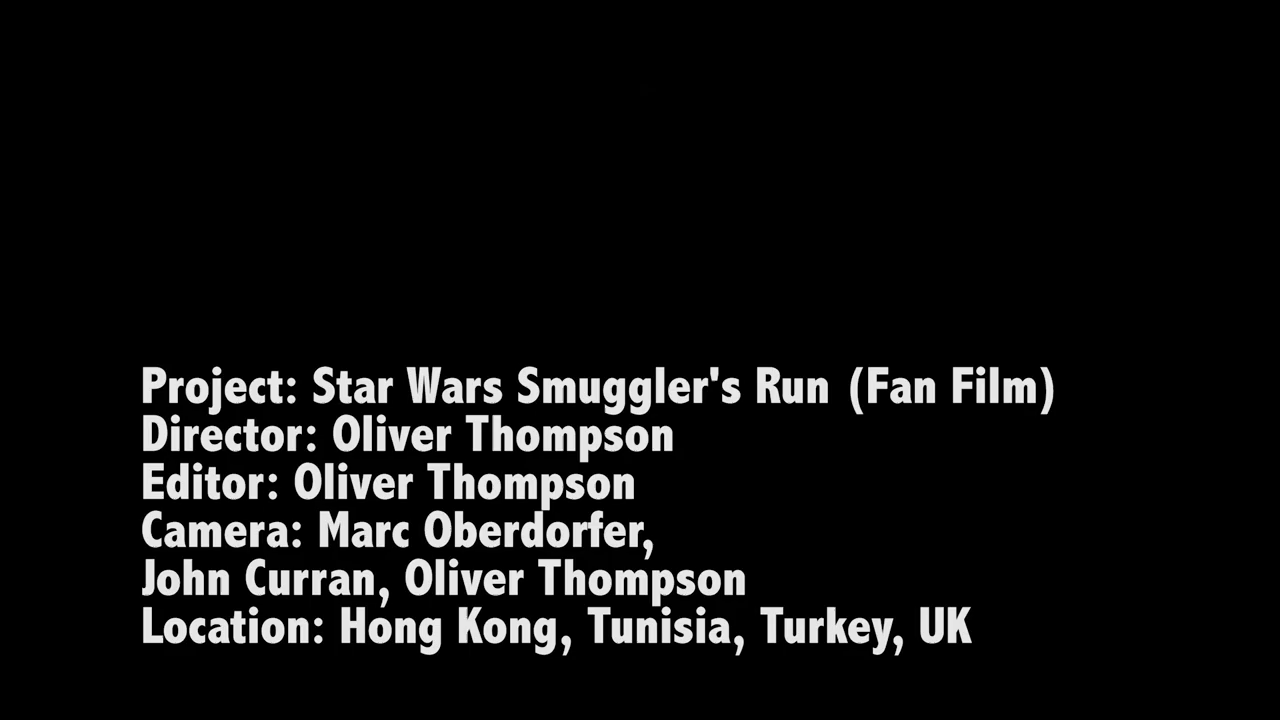 Project: Star Wars Smuggler's Run (Fan Film)
Director: Oliver Thompson
Editor: Oliver Thompson
Camera: Marc Oberdorfer,
John Curran, Oliver Thompson
Location: Hong Kong, Tunisia, Turkey, UK